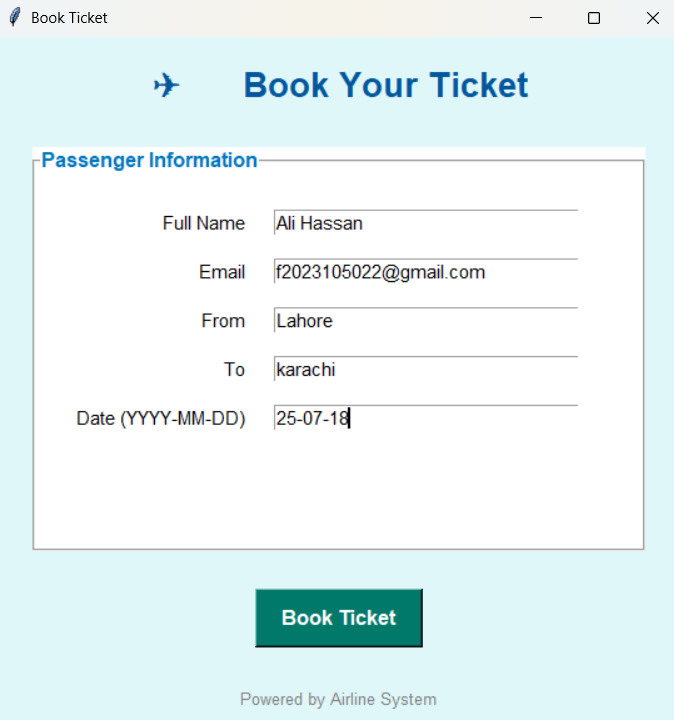 Book Ticket
✈ Book Your Ticket
Passenger Information
Full Name Ali Hassan
Email f2023105022@gmail.com
From Lahore
To karachi
Date (YYYY-MM-DD) 25-07-18
Book Ticket
Powered by Airline System